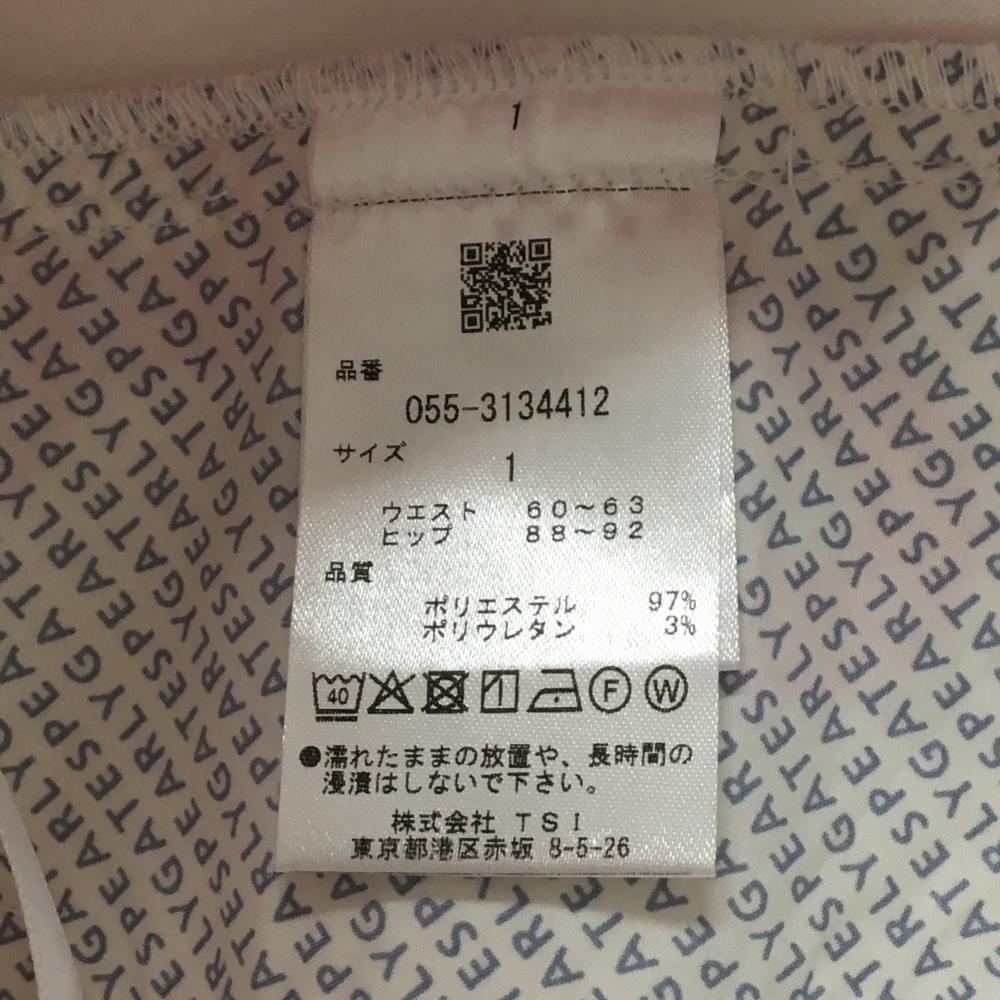 1
品番
055-3134412
サイズ
1
ウエスト 60~63
ヒップ 88~92
品質
ポリエステル 97%
ポリウレタン 3%
40 F W
●濡れたままの放置や、長時間の
浸漬はしないで下さい。
株式会社 TSI
東京都港区赤坂 8-5-26
PEARLYGATES